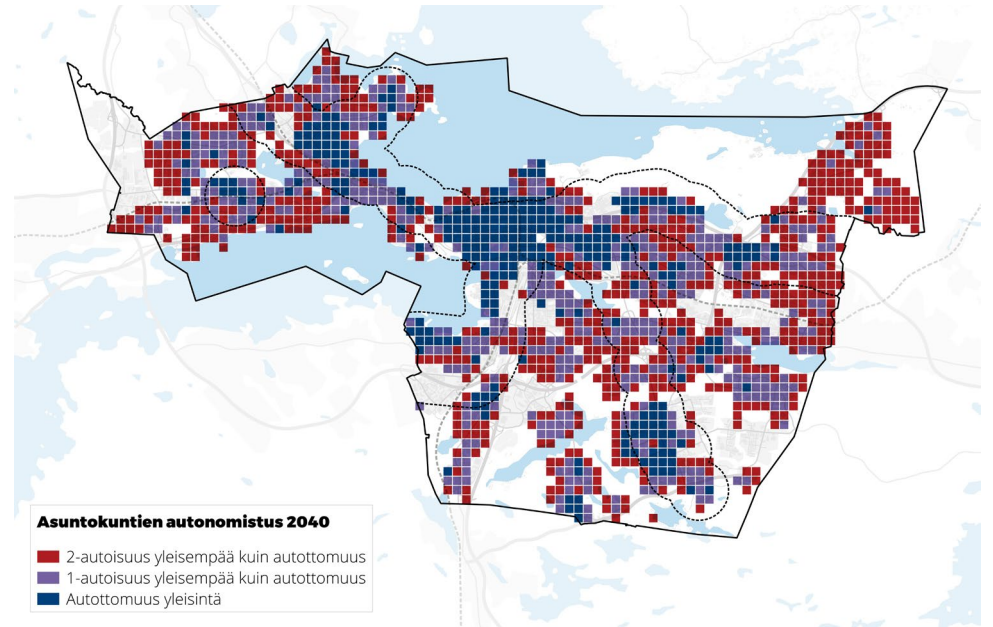 Asuntokuntien autonomistus 2040
2-autoisuus yleisempää kuin autottomuus
1-autoisuus yleisempää kuin autottomuus
Autottomuus yleisintä